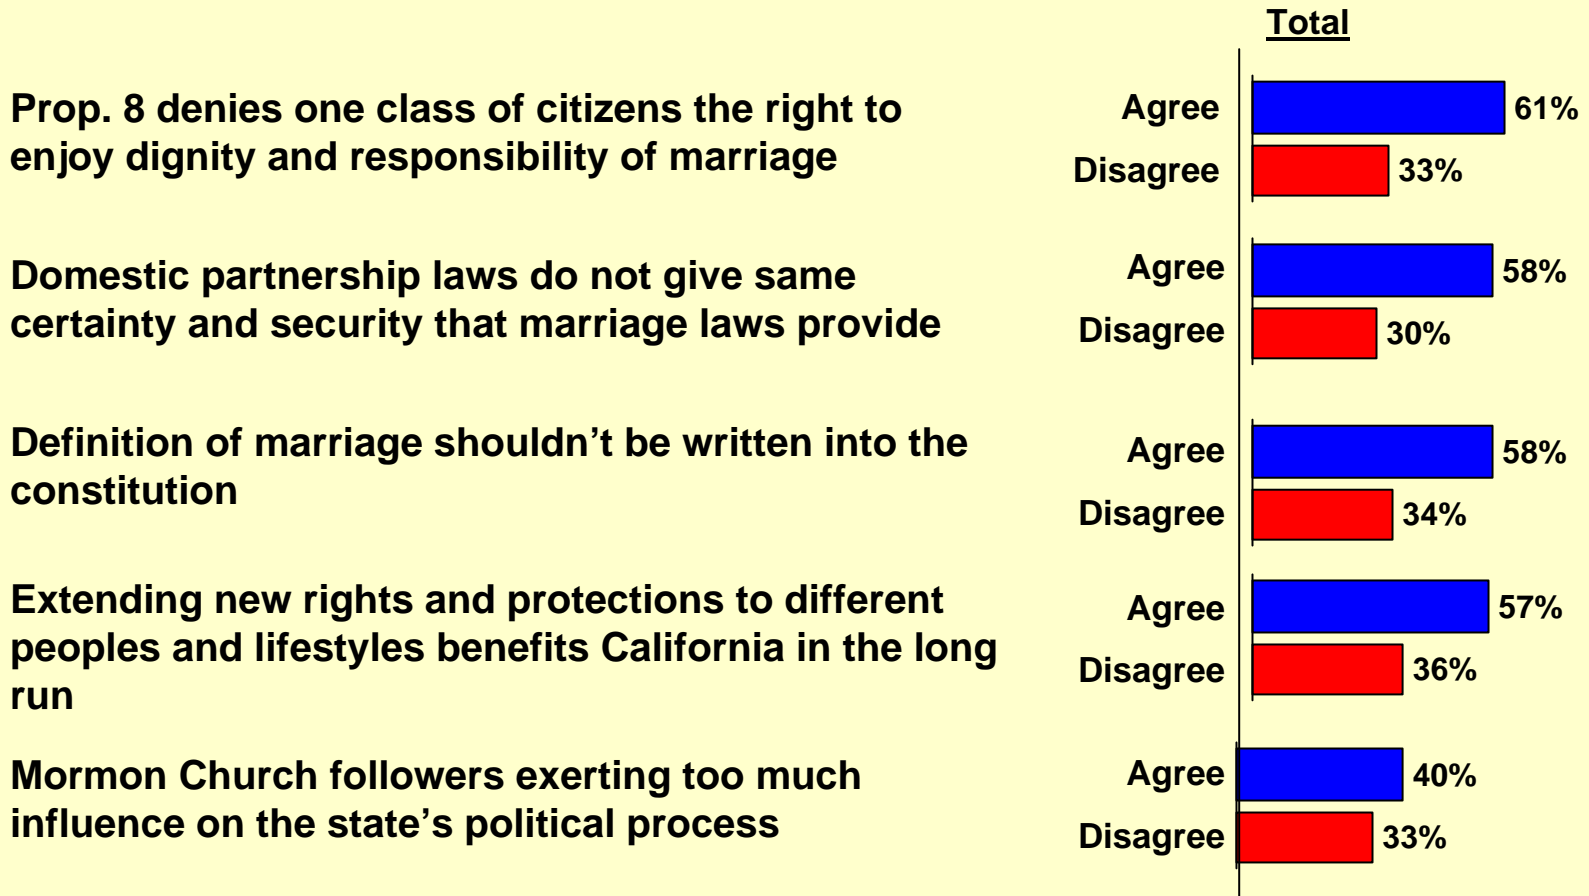 Total
Prop. 8 denies one class of citizens the right to
enjoy dignity and responsibility of marriage
Agree 61%
Disagree 33%
Domestic partnership laws do not give same
certainty and security that marriage laws provide
Agree 58%
Disagree 30%
Definition of marriage shouldn’t be written into the
constitution
Agree 58%
Disagree 34%
Extending new rights and protections to different
peoples and lifestyles benefits California in the long
run
Agree 57%
Disagree 36%
Mormon Church followers exerting too much
influence on the state’s political process
Agree 40%
Disagree 33%